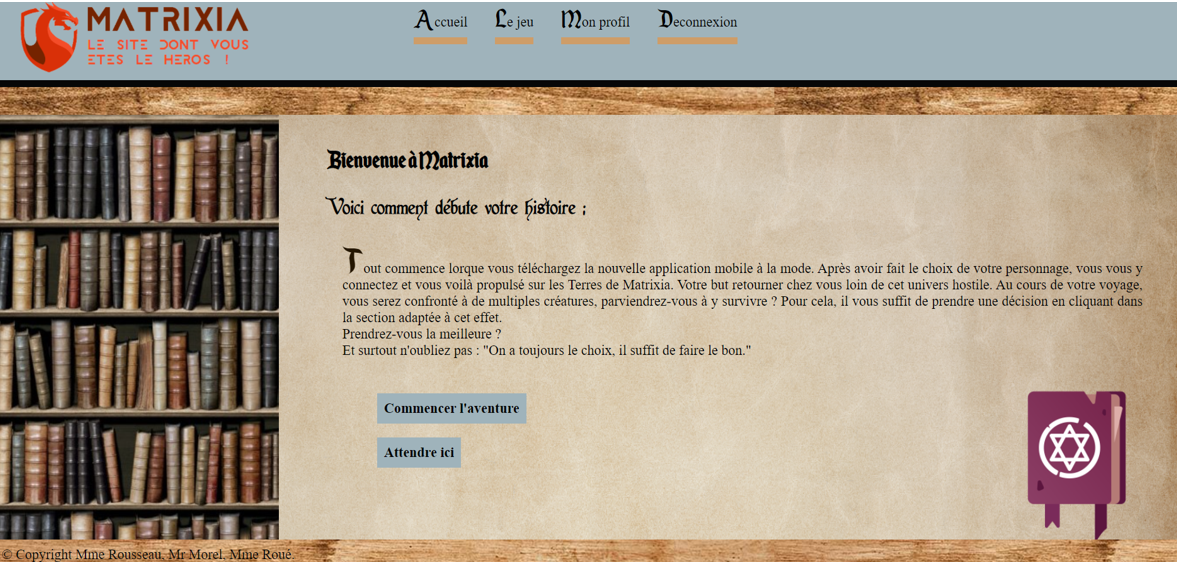 MATRIXIA
LE SITE DONT VOUS
ETES LE HEROS !
Accueil
Le jeu
Mon profil
Deconnexion
Bienvenue à Matrixia
Voici comment débute votre histoire :
Tout commence lorque vous téléchargez la nouvelle application mobile à la mode. Après avoir fait le choix de votre personnage, vous vous y
connectez et vous voilà propulsé sur les Terres de Matrixia. Votre but retourner chez vous loin de cet univers hostile. Au cours de votre voyage,
vous serez confronté à de multiples créatures, parviendrez-vous à y survivre ? Pour cela, il vous suffit de prendre une décision en cliquant dans
la section adaptée à cet effet.
Prendrez-vous la meilleure ?
Et surtout n'oubliez pas : "On a toujours le choix, il suffit de faire le bon."
Commencer l'aventure
Attendre ici
© Copyright Mme Rousseau, Mr Morel, Mme Roué.